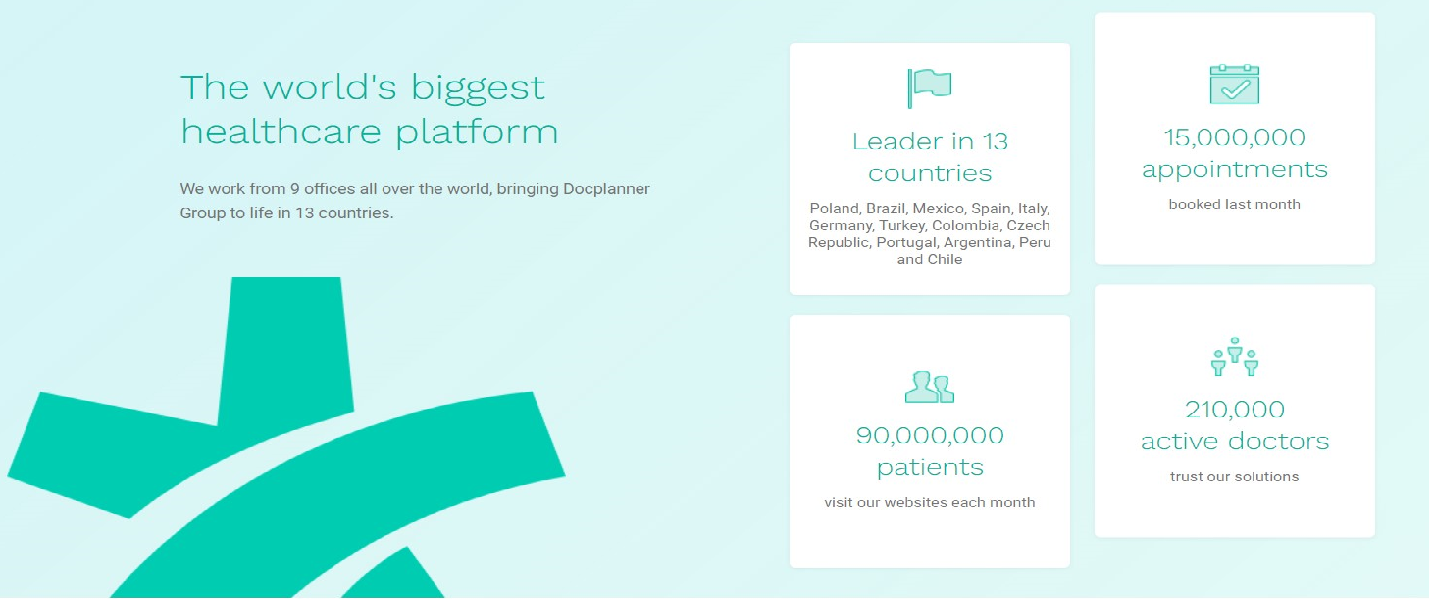 The world's biggest
healthcare platform
We work from 9 offices all over the world, bringing Docplanner
Group to life in 13 countries.
Leader in 13
countries
Poland, Brazil, Mexico, Spain, Italy,
Germany, Turkey, Colombia, Czech
Republic, Portugal, Argentina, Peru
and Chile
15,000,000
appointments
booked last month
90,000,000
patients
visit our websites each month
210,000
active doctors
trust our solutions